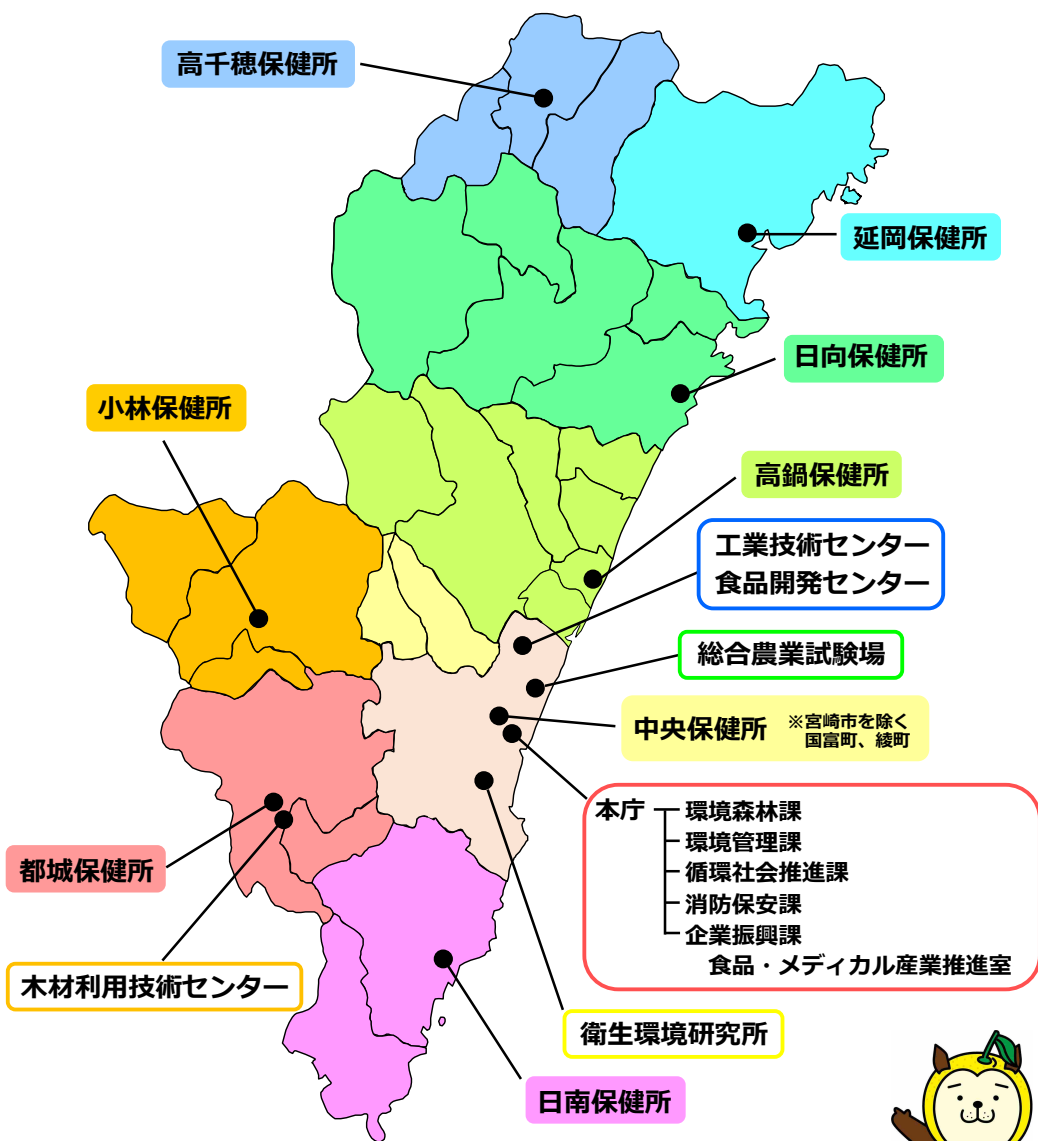 高千穂保健所
延岡保健所
日向保健所
小林保健所
高鍋保健所
工業技術センター
食品開発センター
総合農業試験場
中央保健所 ※宮崎市を除く
国富町、綾町
本庁 環境森林課
環境管理課
循環社会推進課
消防保安課
企業振興課
食品・メディカル産業推進室
都城保健所
木材利用技術センター
衛生環境研究所
日南保健所